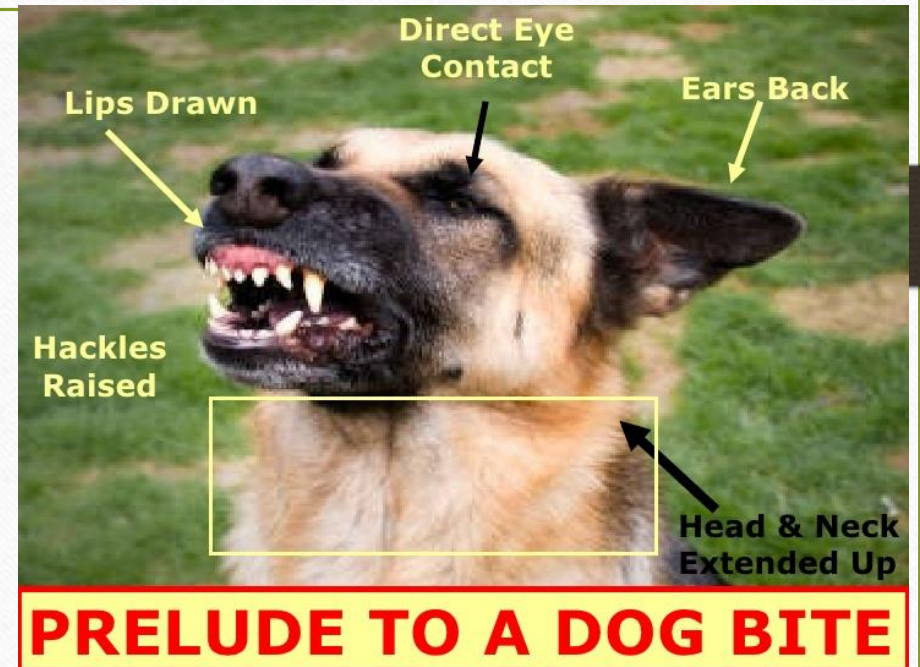 Direct Eye
Contact
Lips Drawn
Ears Back
Hackles
Raised
Head & Neck
Extended Up
PRELUDE TO A DOG BITE